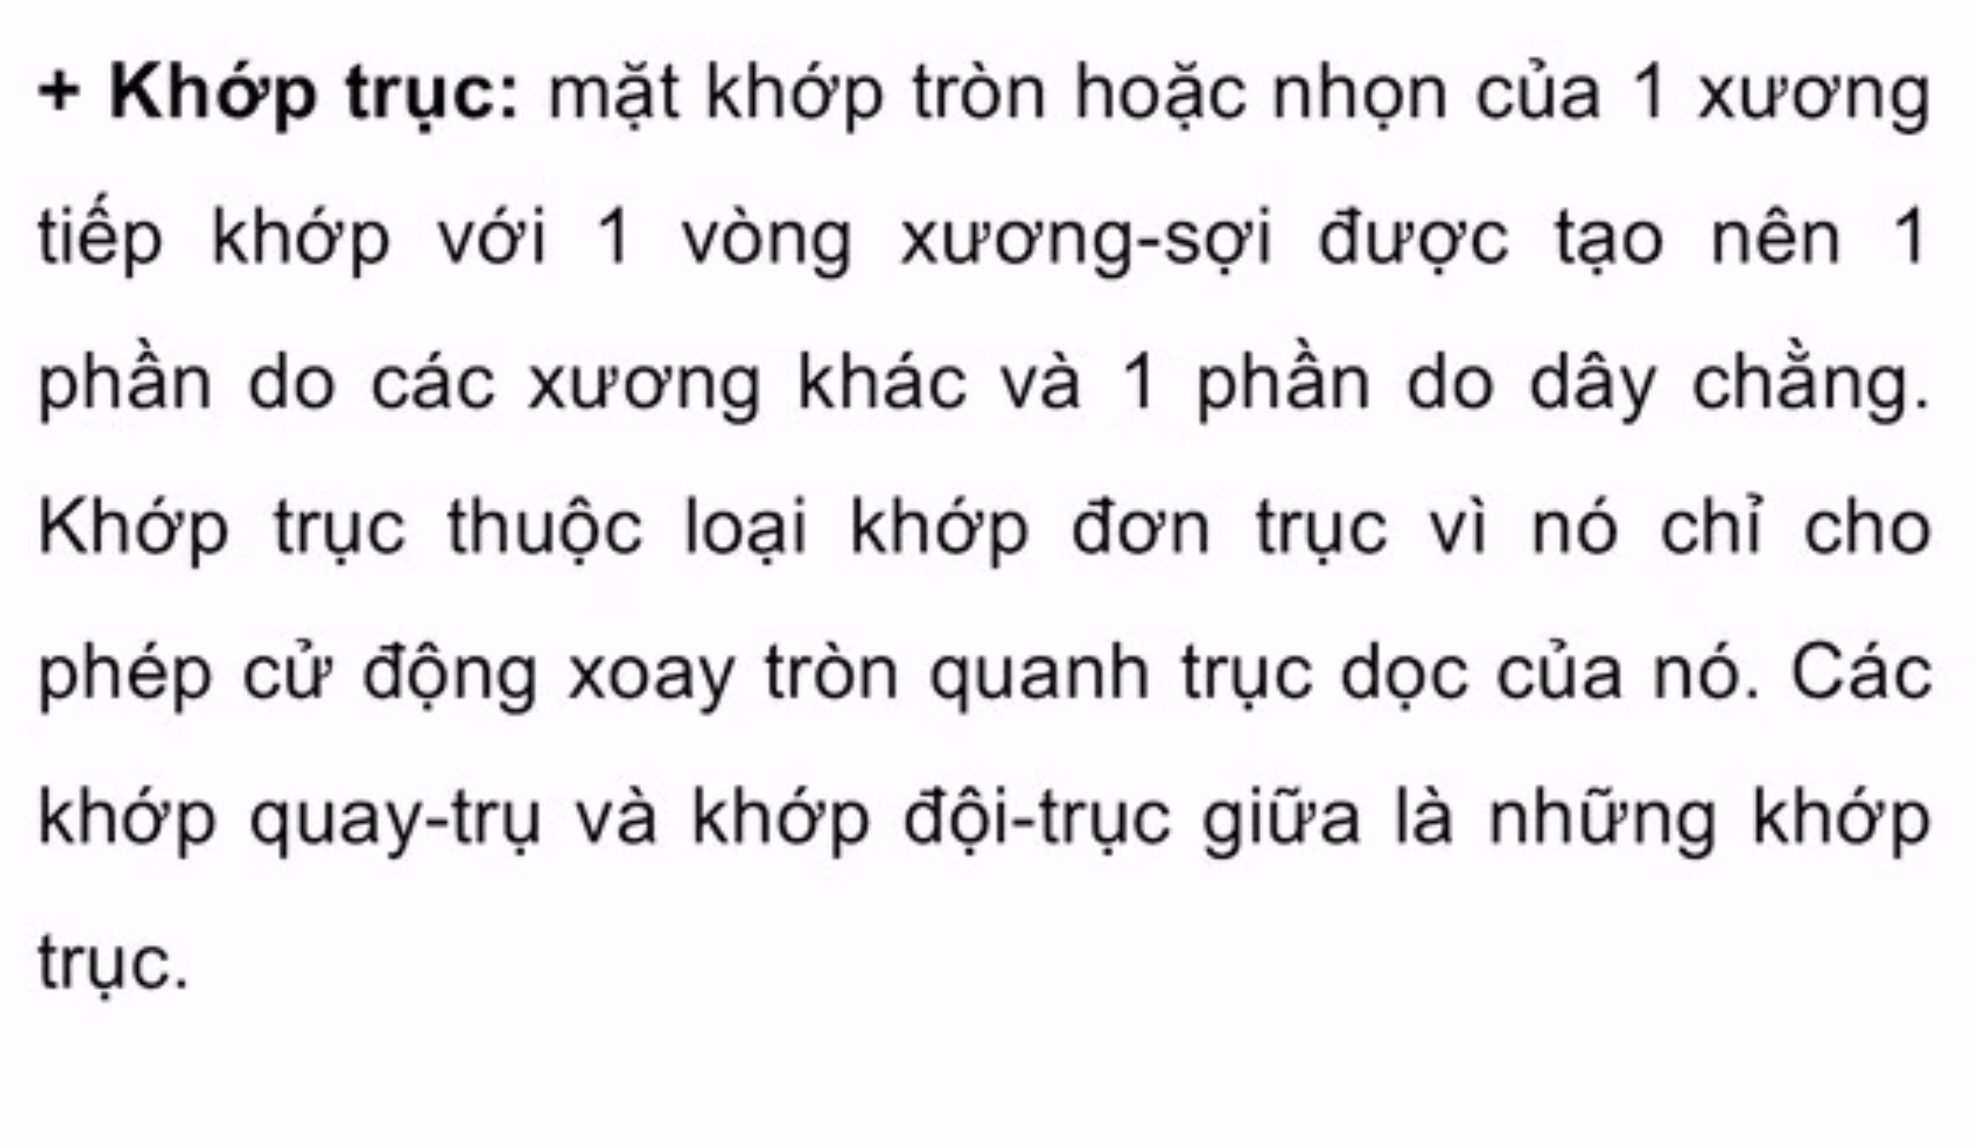 + Khớp trục: mặt khớp tròn hoặc nhọn của 1 xương
tiếp khớp với 1 vòng xương-sợi được tạo nên 1
phần do các xương khác và 1 phần do dây chằng.
Khớp trục thuộc loại khớp đơn trục vì nó chỉ cho
phép cử động xoay tròn quanh trục dọc của nó. Các
khớp quay-trụ và khớp đội-trục giữa là những khớp
trục.